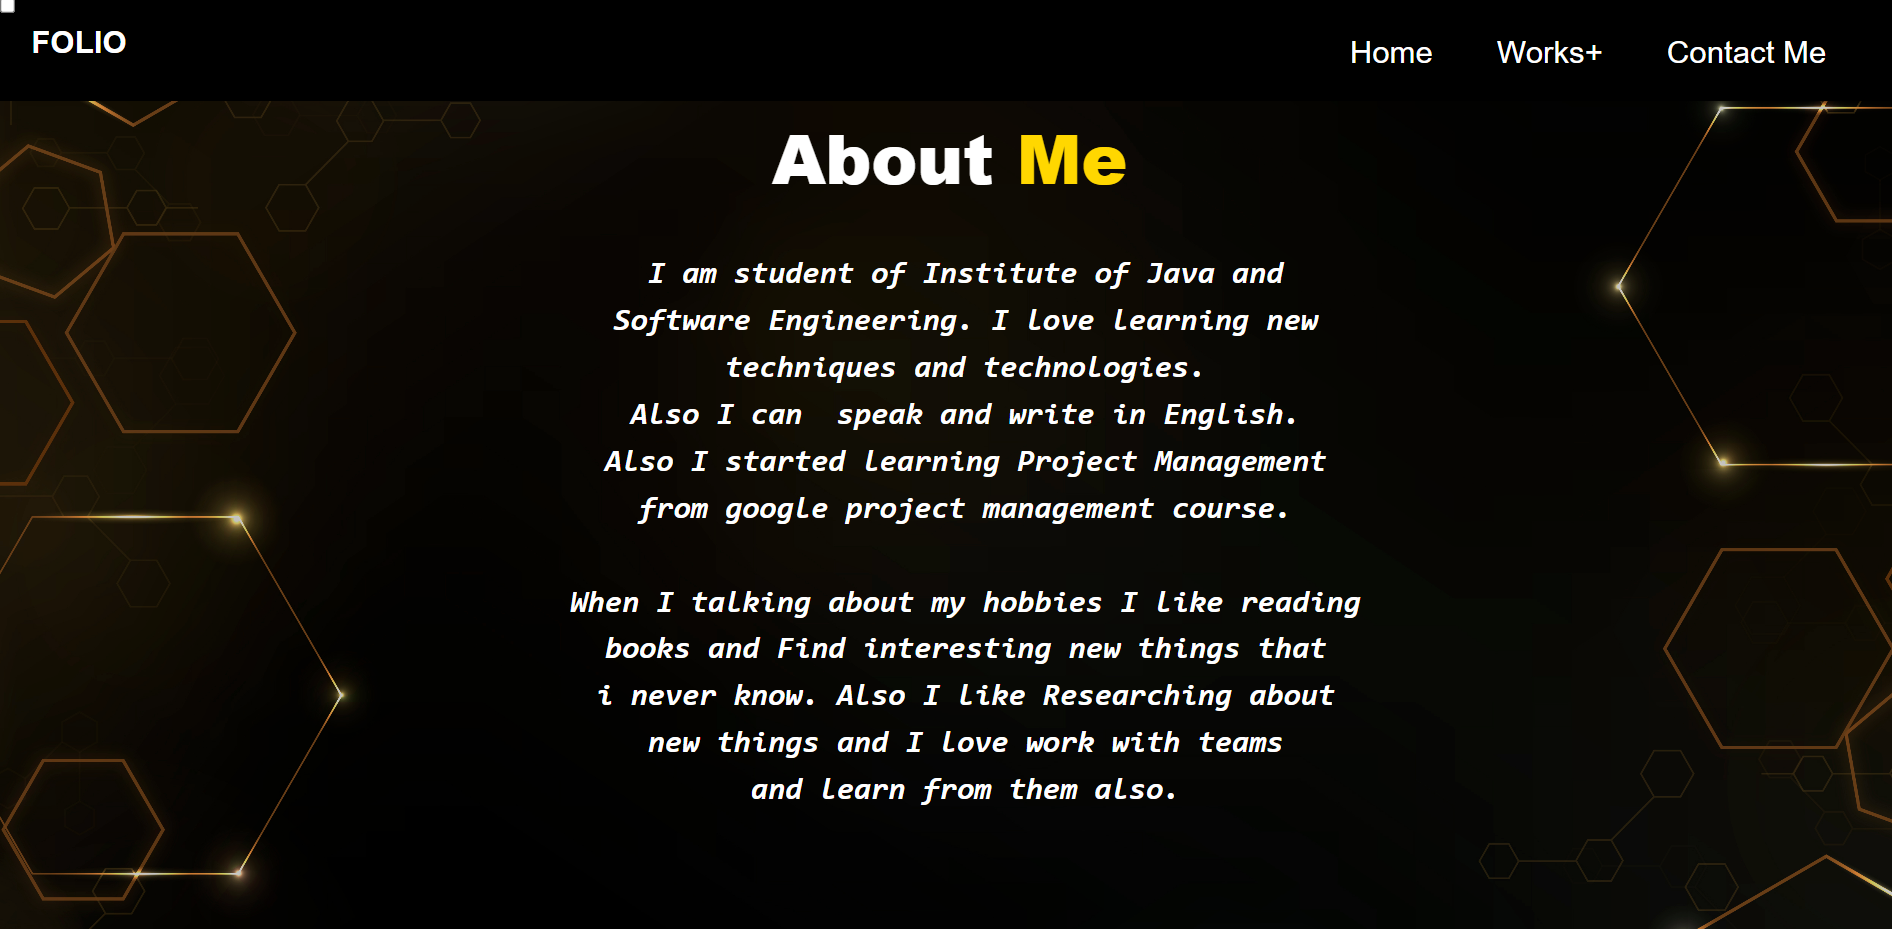 FOLIO
Home Works+ Contact Me
About Me
I am student of Institute of Java and
Software Engineering. I love learning new
techniques and technologies.
Also I can  speak and write in English.
Also I started learning Project Management
from google project management course.
When I talking about my hobbies I like reading
books and Find interesting new things that
i never know. Also I like Researching about
new things and I love work with teams
and learn from them also.